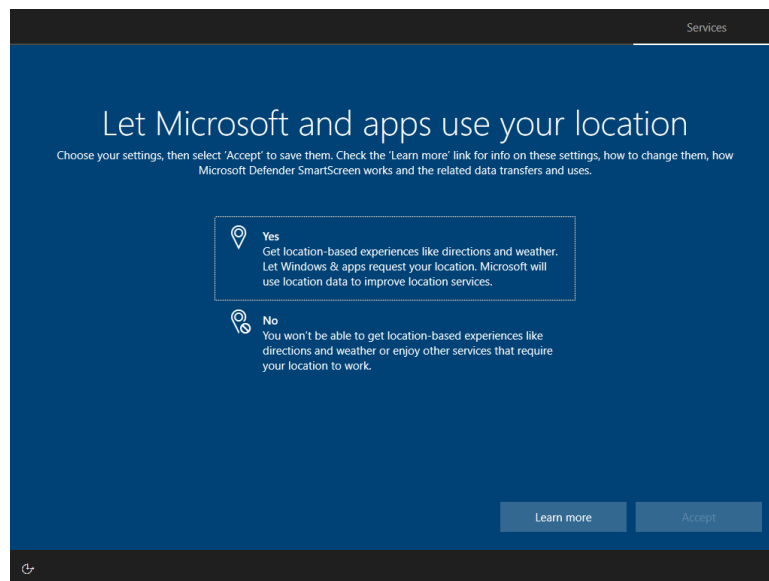 Services
Let Microsoft and apps use your location
Choose your settings, then select 'Accept' to save them. Check the 'Learn more' link for info on these settings, how to change them, how
Microsoft Defender SmartScreen works and the related data transfers and uses.
Yes
Get location-based experiences like directions and weather.
Let Windows & apps request your location. Microsoft will
use location data to improve location services.
No
You won't be able to get location-based experiences like
directions and weather or enjoy other services that require
your location to work.
Learn more
Accept